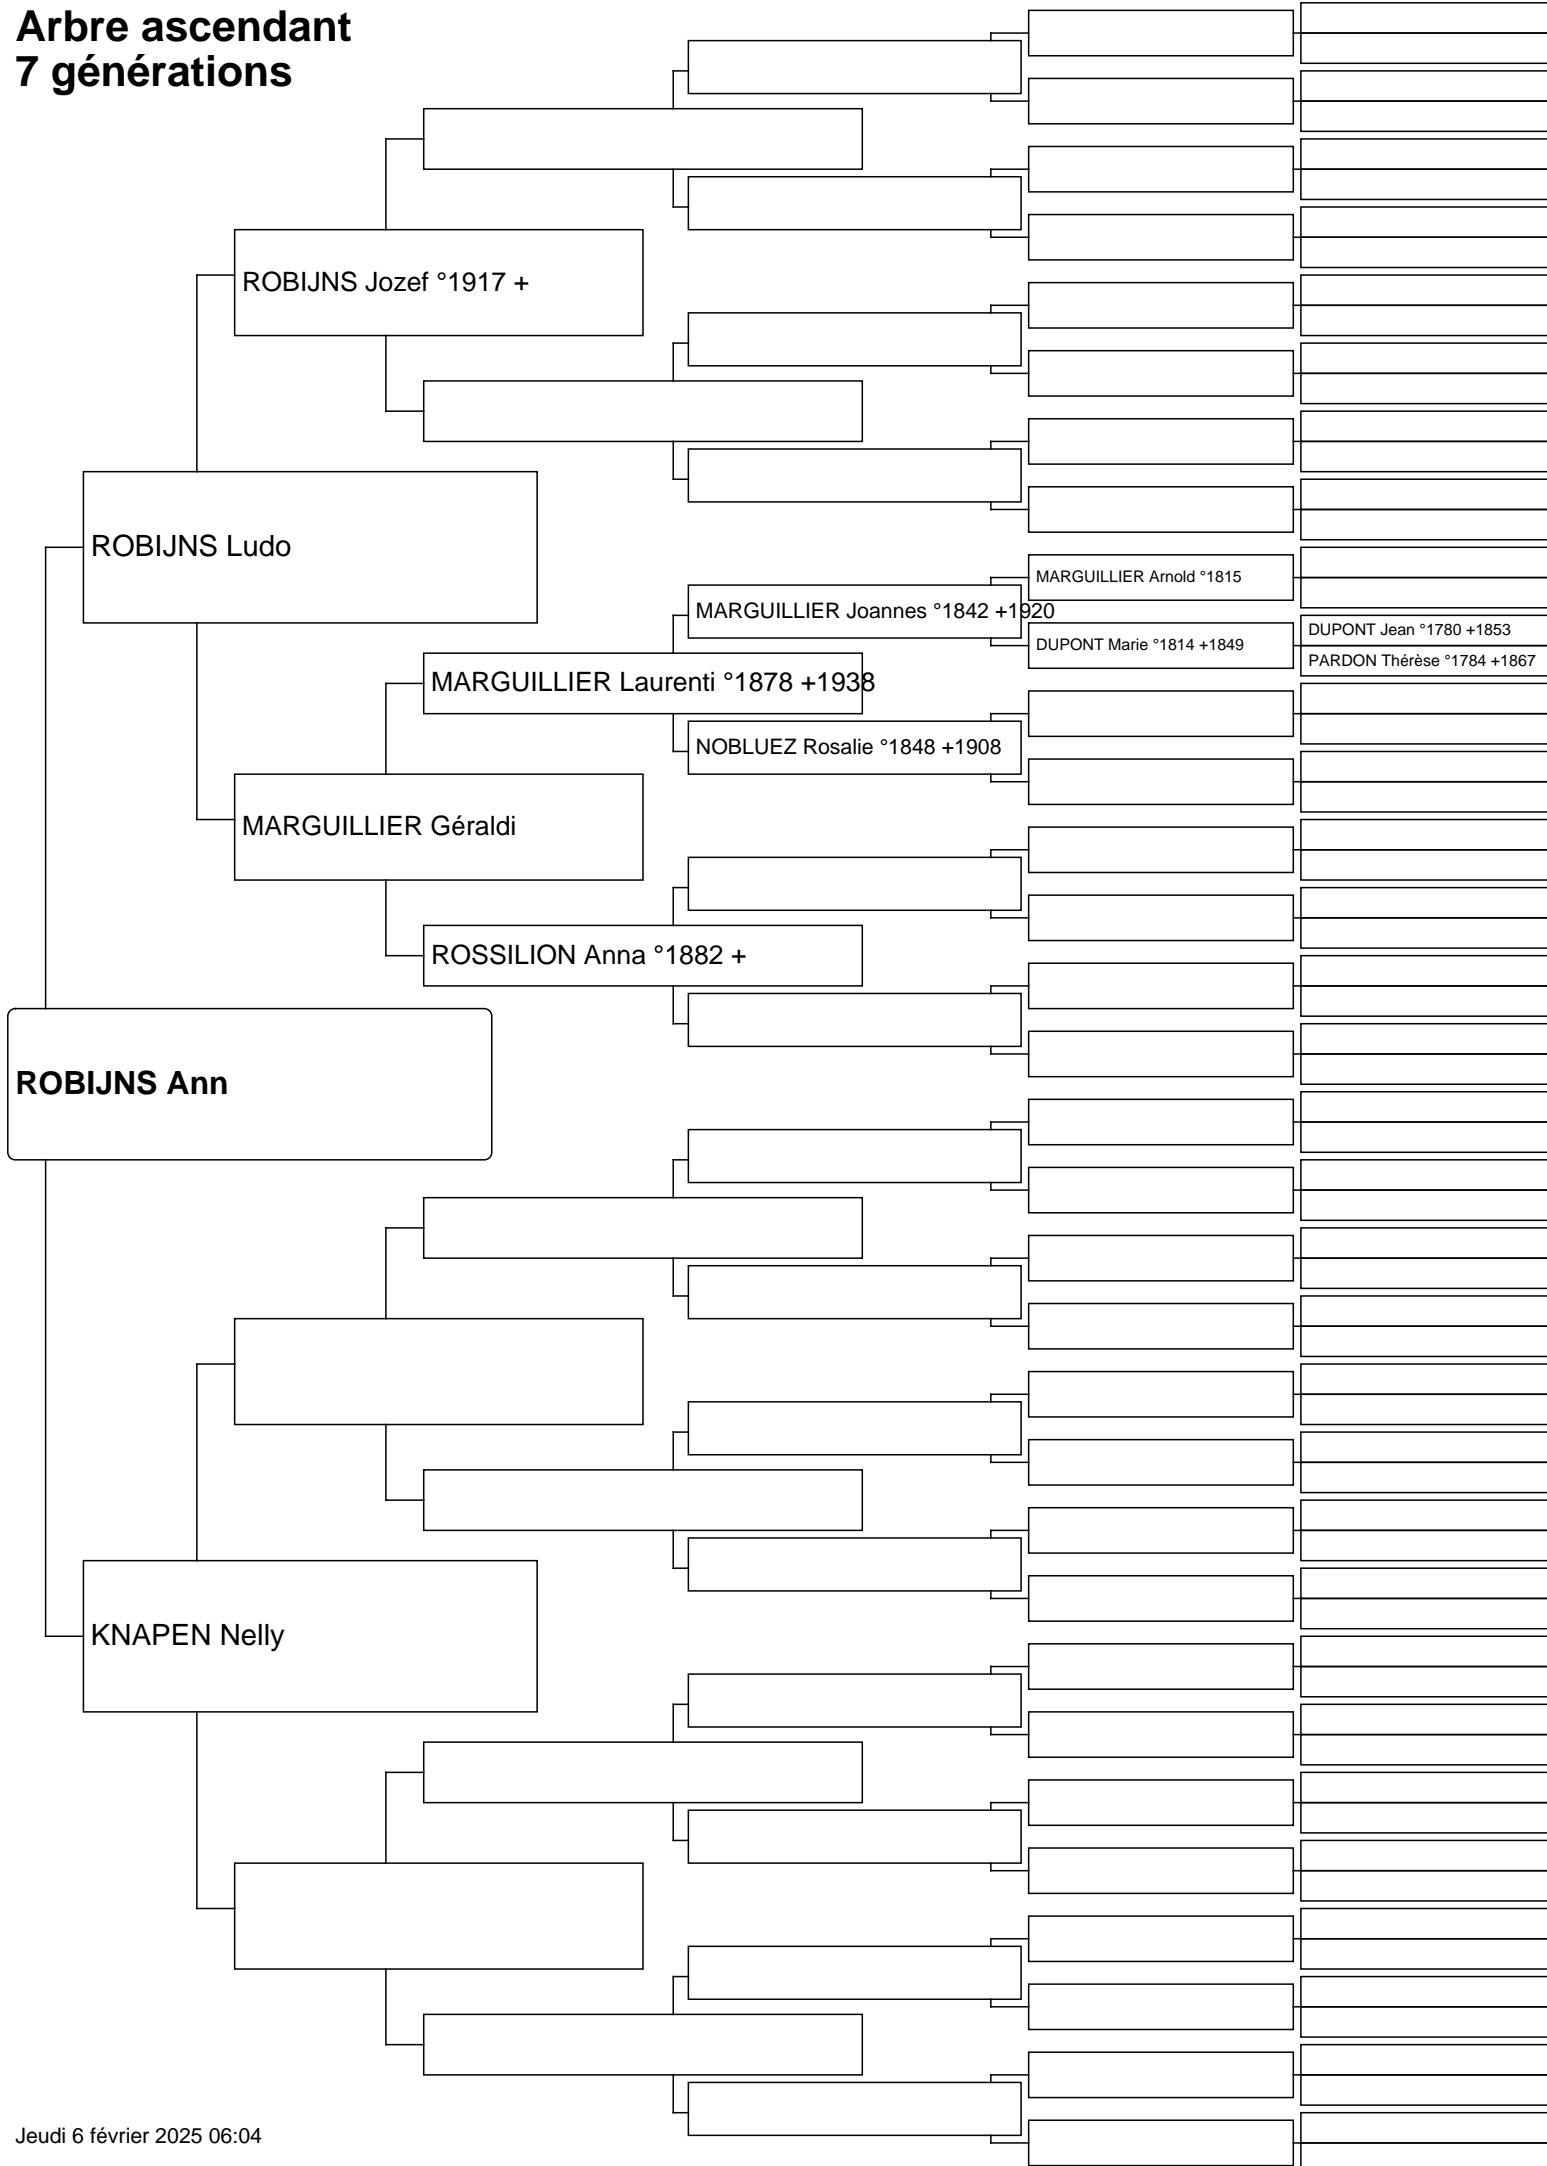 Arbre ascendant
7 générations
ROBIJNS Jozef °1917 +
ROBIJNS Ludo
MARGUILLIER Arnold °1815
MARGUILLIER Joannes °1842 +1920
DUPONT Jean °1780 +1853
DUPONT Marie °1814 +1849
PARDON Thérèse °1784 +1867
MARGUILLIER Laurenti °1878 +1938
NOBLUEZ Rosalie °1848 +1908
MARGUILLIER Géraldi
ROSSILION Anna °1882 +
ROBIJNS Ann
KNAPEN Nelly
Jeudi 6 février 2025 06:04